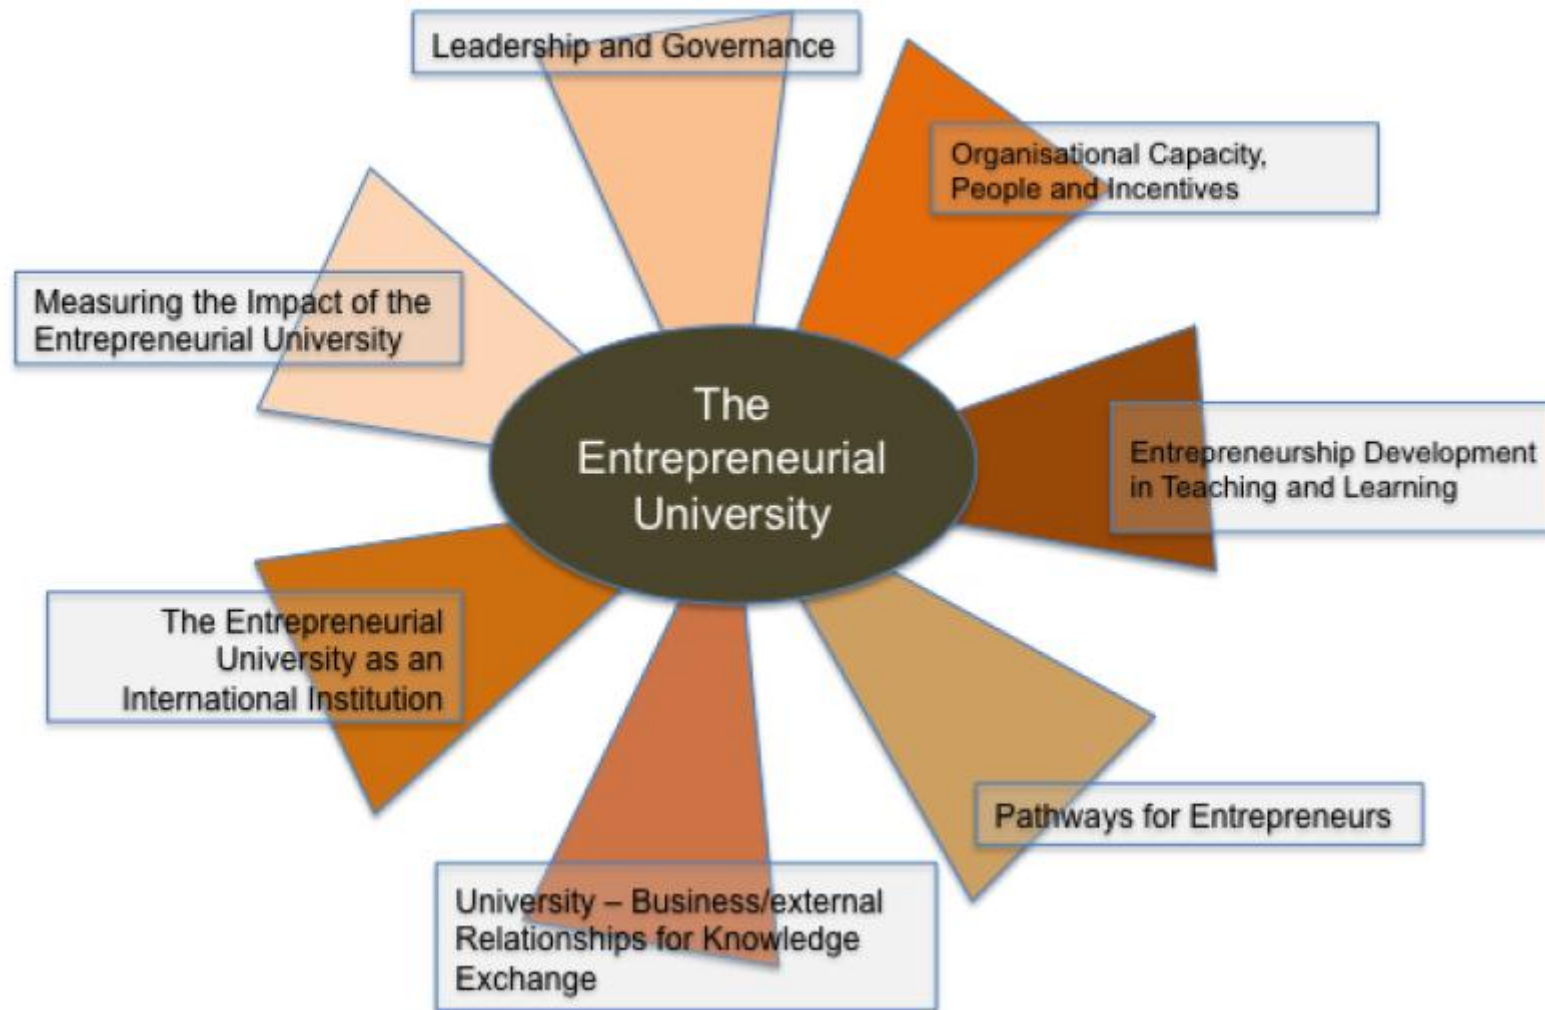 Leadership and Governance
Organisational Capacity,
People and Incentives
Measuring the Impact of the
Entrepreneurial University
The
Entrepreneurial
University
Entrepreneurship Development
in Teaching and Learning
The Entrepreneurial
University as an
International Institution
Pathways for Entrepreneurs
University – Business/external
Relationships for Knowledge
Exchange